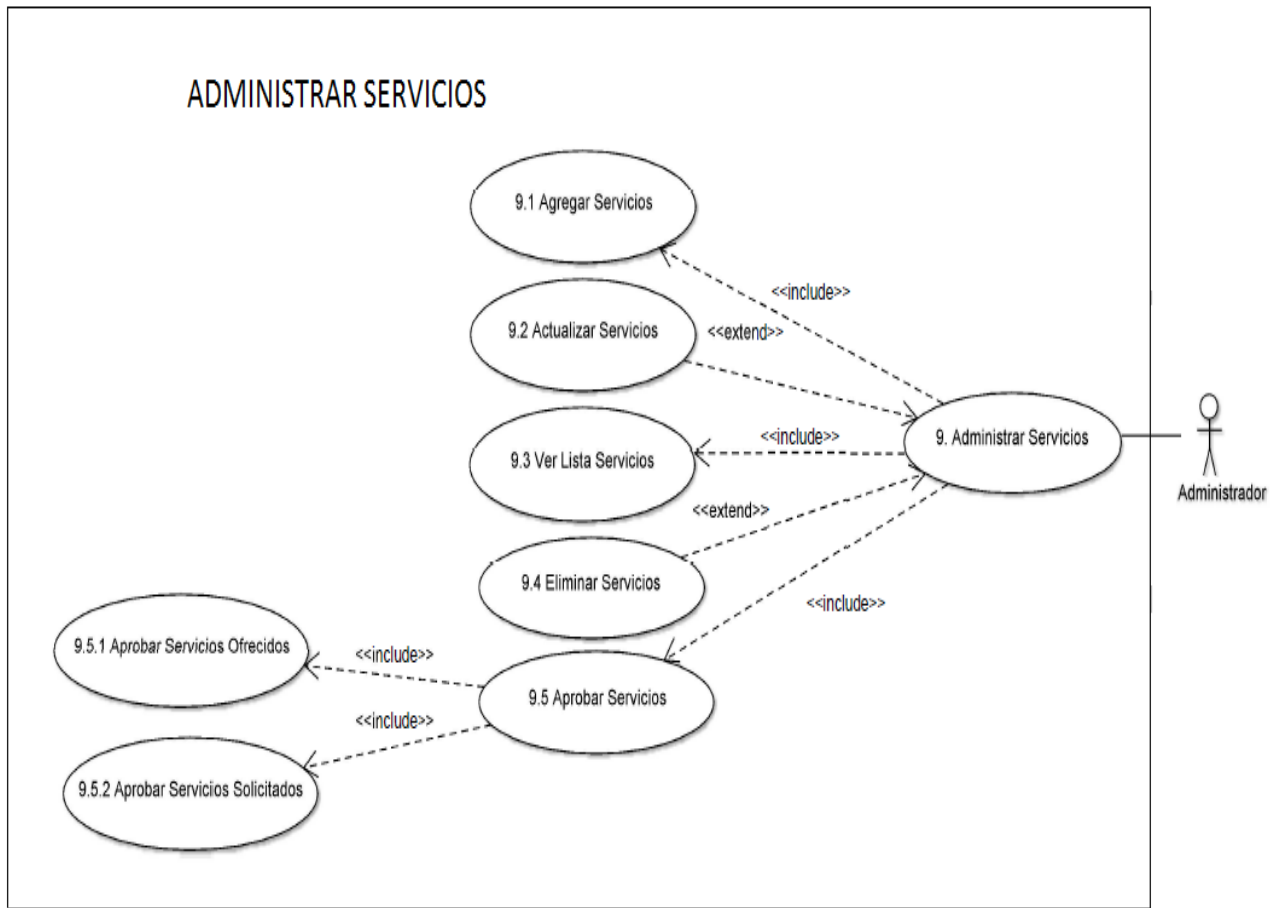 ADMINISTRAR SERVICIOS
9.1 Agregar Servicios
<<include>>
9.2 Actualizar Servicios
<<extend>>
9.3 Ver Lista Servicios
<<include>>
9. Administrar Servicios
Administrador
<<extend>>
9.4 Eliminar Servicios
<<include>>
9.5.1 Aprobar Servicios Ofrecidos
<<include>>
9.5 Aprobar Servicios
<<include>>
9.5.2 Aprobar Servicios Solicitados